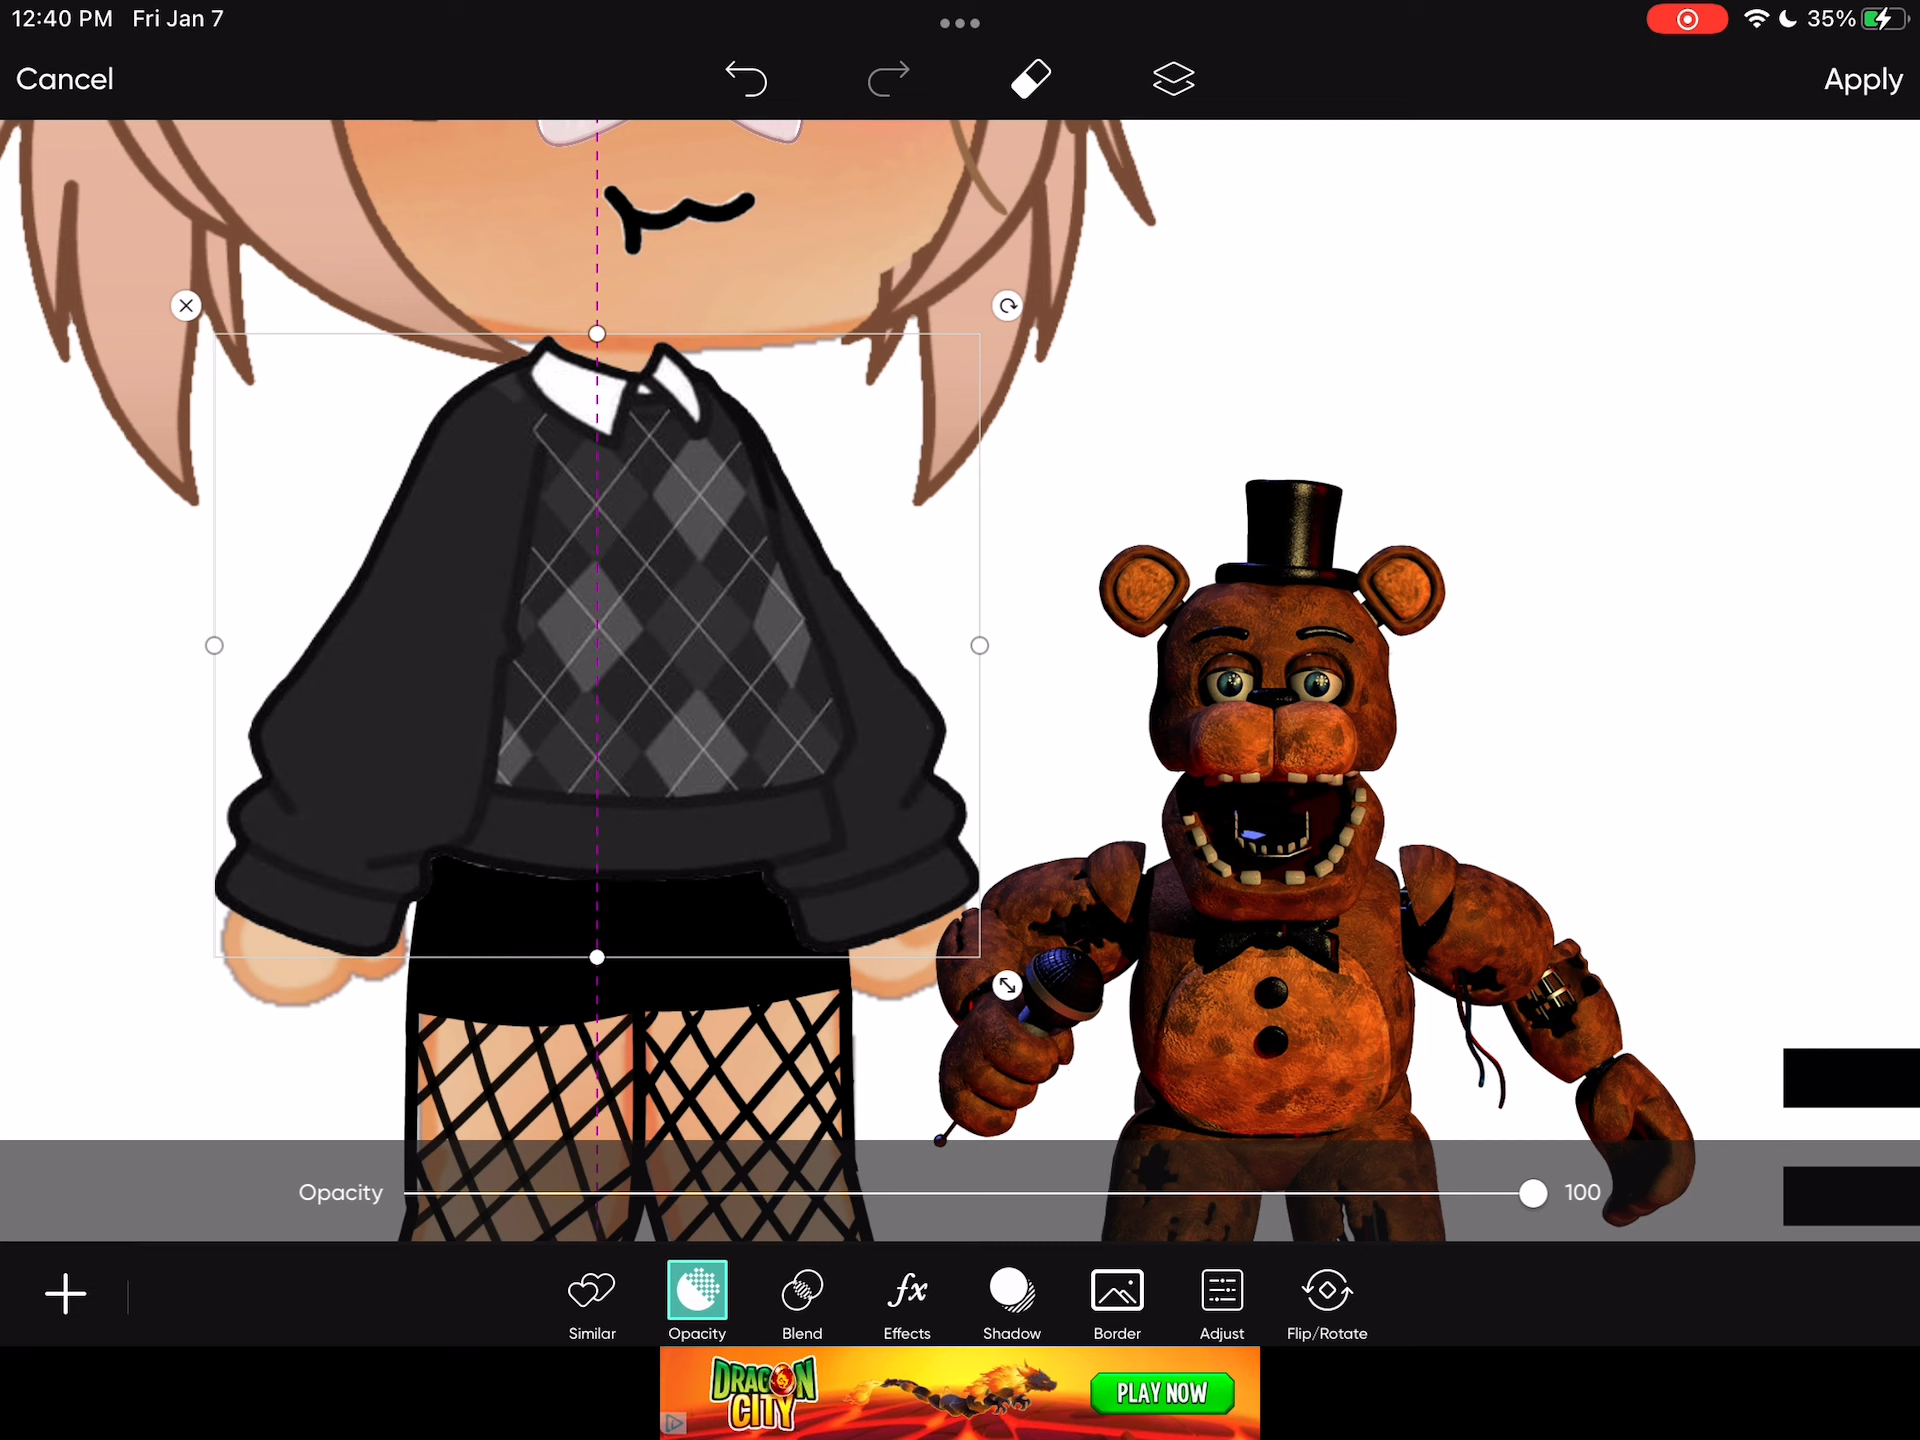 12:40 PM Fri Jan 7
35%
Cancel
Apply
Opacity
100
Similar
Opacity
Blend
fx
Effects
Shadow
Border
Adjust
Flip/Rotate
DRAGON
CITY
PLAY NOW